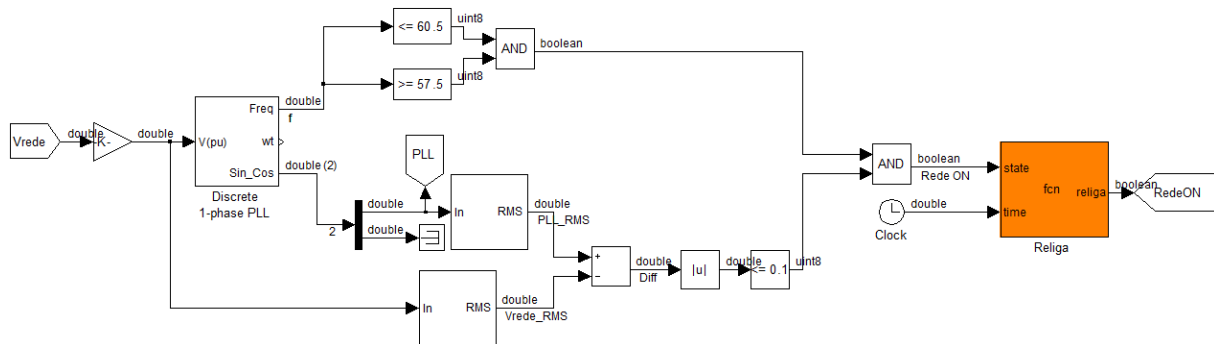 <= 60.5
uint8
AND
boolean
>= 57.5
uint8
double
f
Vrede
double
-K-
double
V(pu)
Freq
wt
Sin_Cos
Discrete
1-phase PLL
double (2)
2
PLL
double
double
In
RMS
double
PLL_RMS
In
RMS
double
Vrede_RMS
+
−
double
Diff
|u|
double
<= 0.1
uint8
AND
boolean
Rede ON
Clock
double
state
time
fcn
religa
Religa
boolean
RedeON